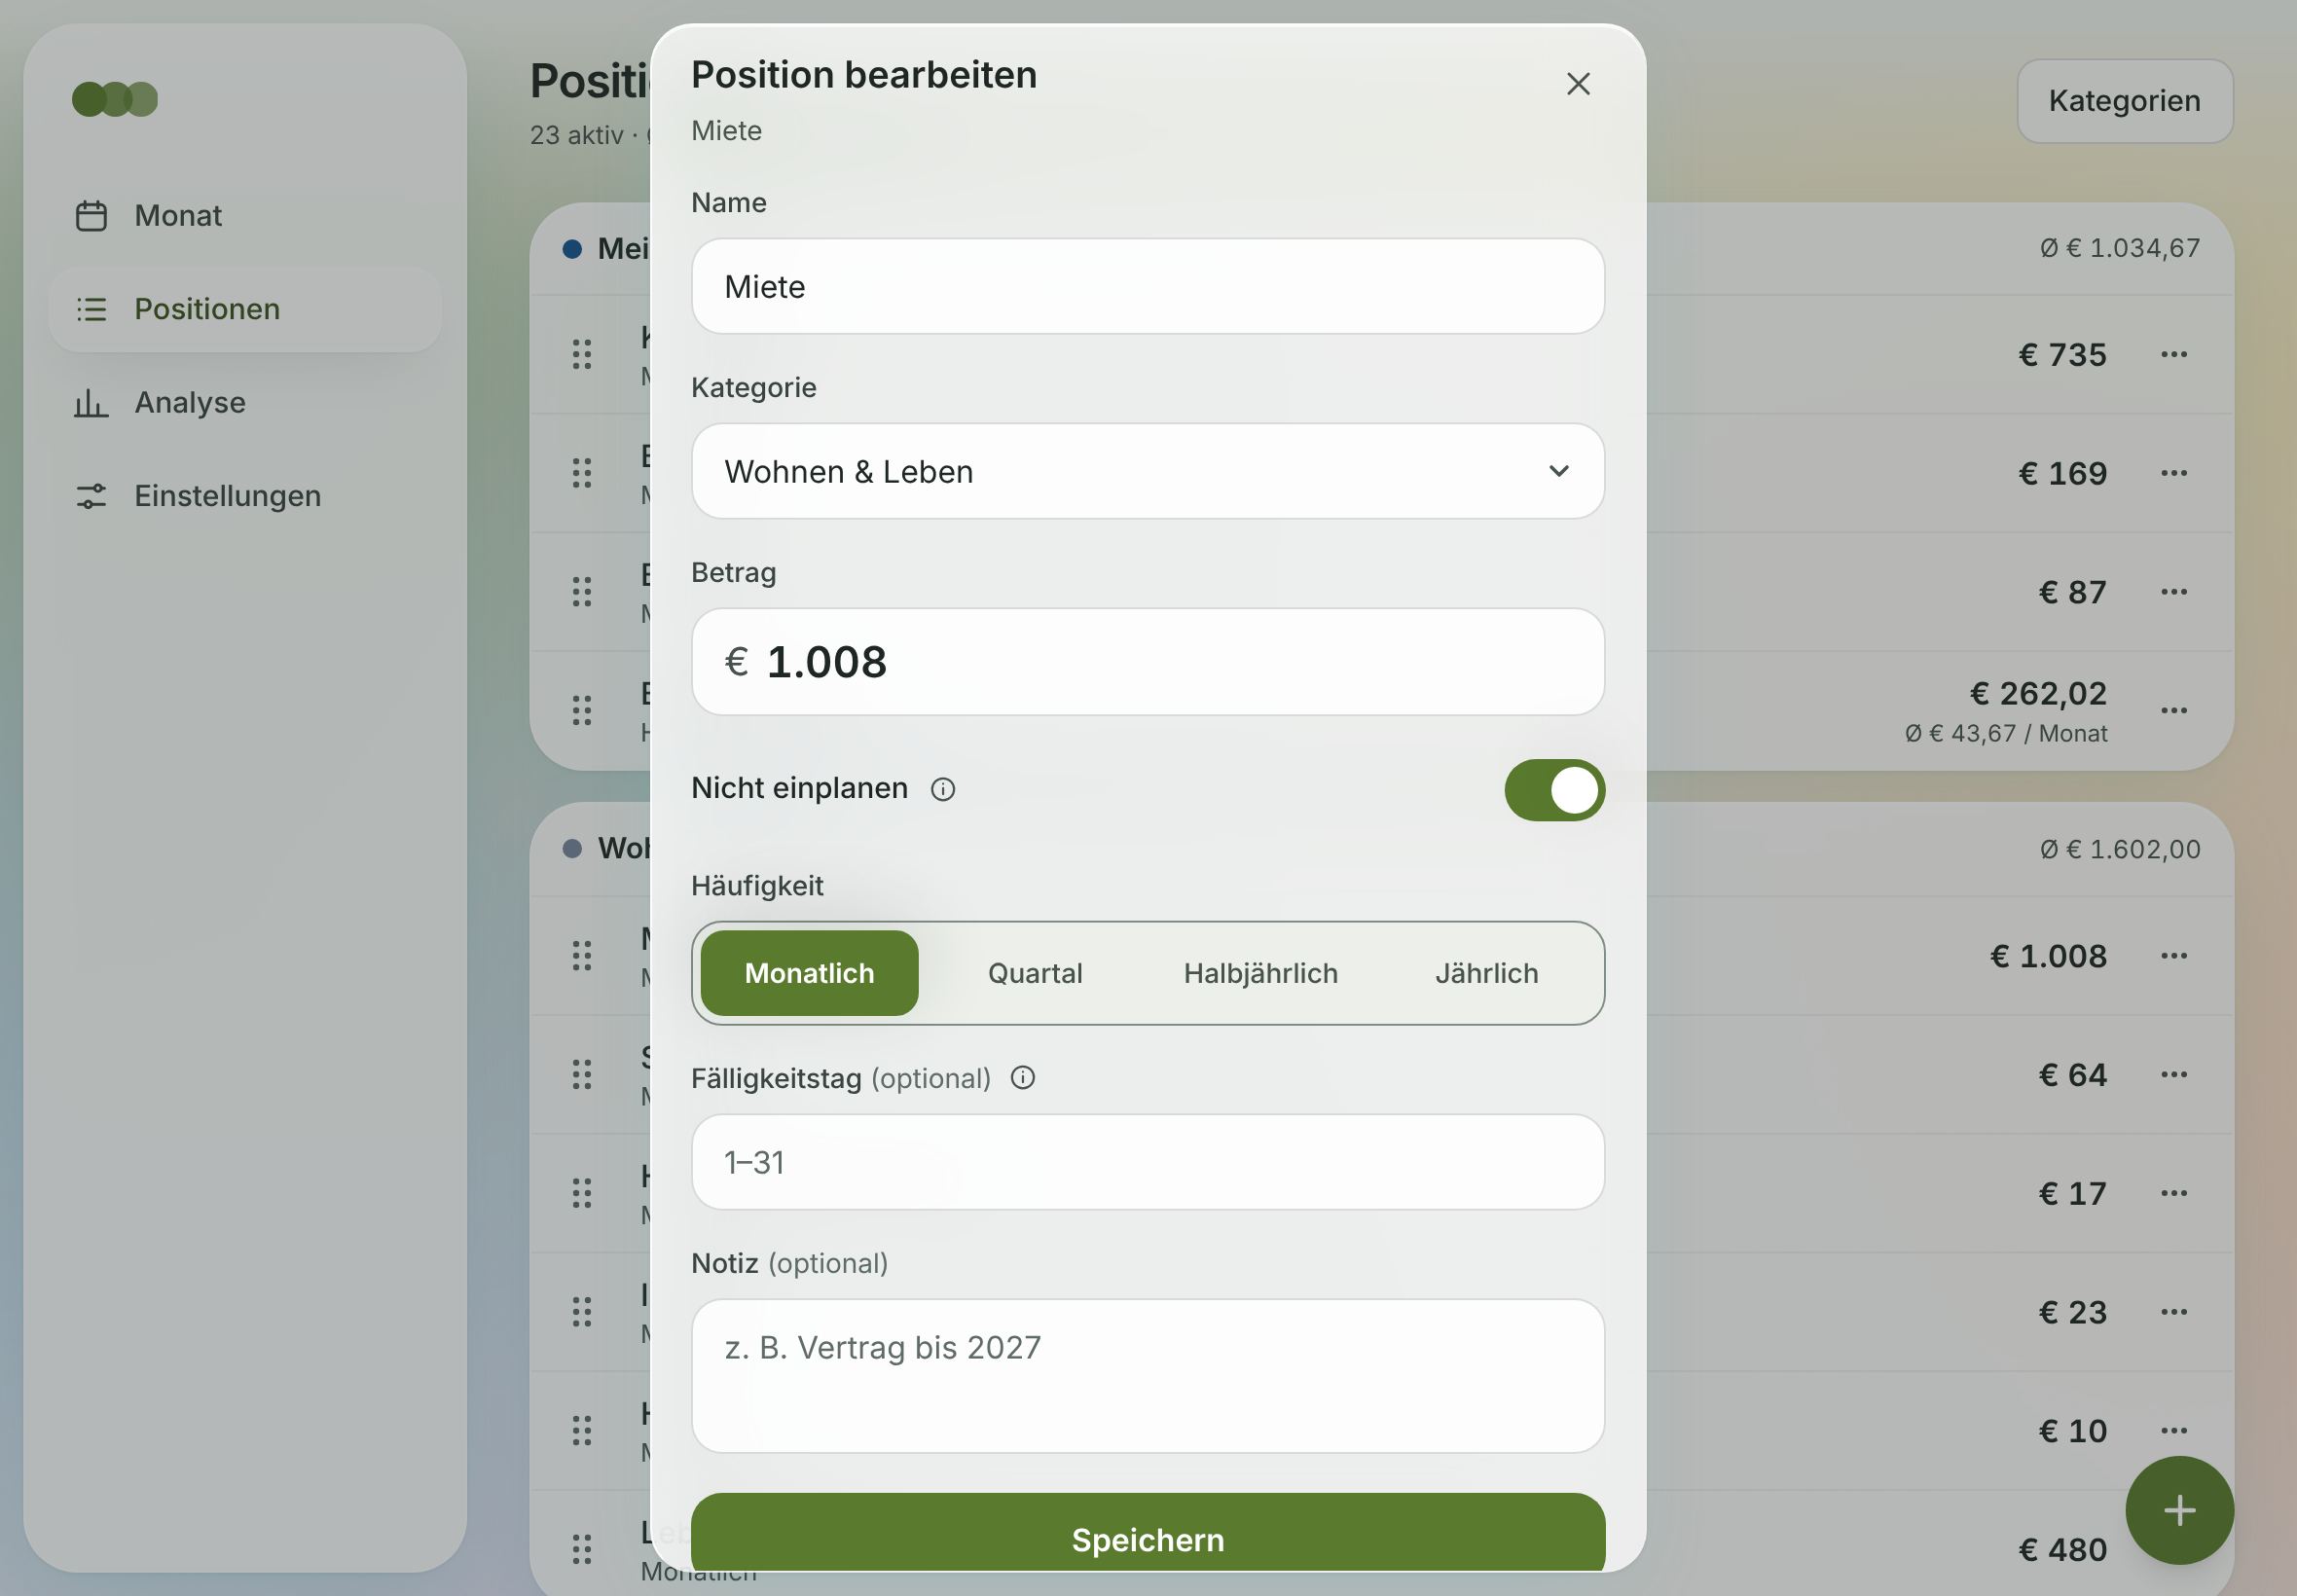 Position bearbeiten
Miete
Kategorien
23 aktiv ·
Monat
Positionen
Analyse
Einstellungen
Name
Miete
Kategorie
Wohnen & Leben
Betrag
€ 1.008
Nicht einplanen
Häufigkeit
Monatlich
Quartal
Halbjährlich
Jährlich
Fälligkeitstag (optional)
1–31
Notiz (optional)
z. B. Vertrag bis 2027
Speichern
Monatlich
Ø € 1.034,67
€ 735
€ 169
€ 87
€ 262,02
Ø € 43,67 / Monat
Ø € 1.602,00
€ 1.008
€ 64
€ 17
€ 23
€ 10
€ 480